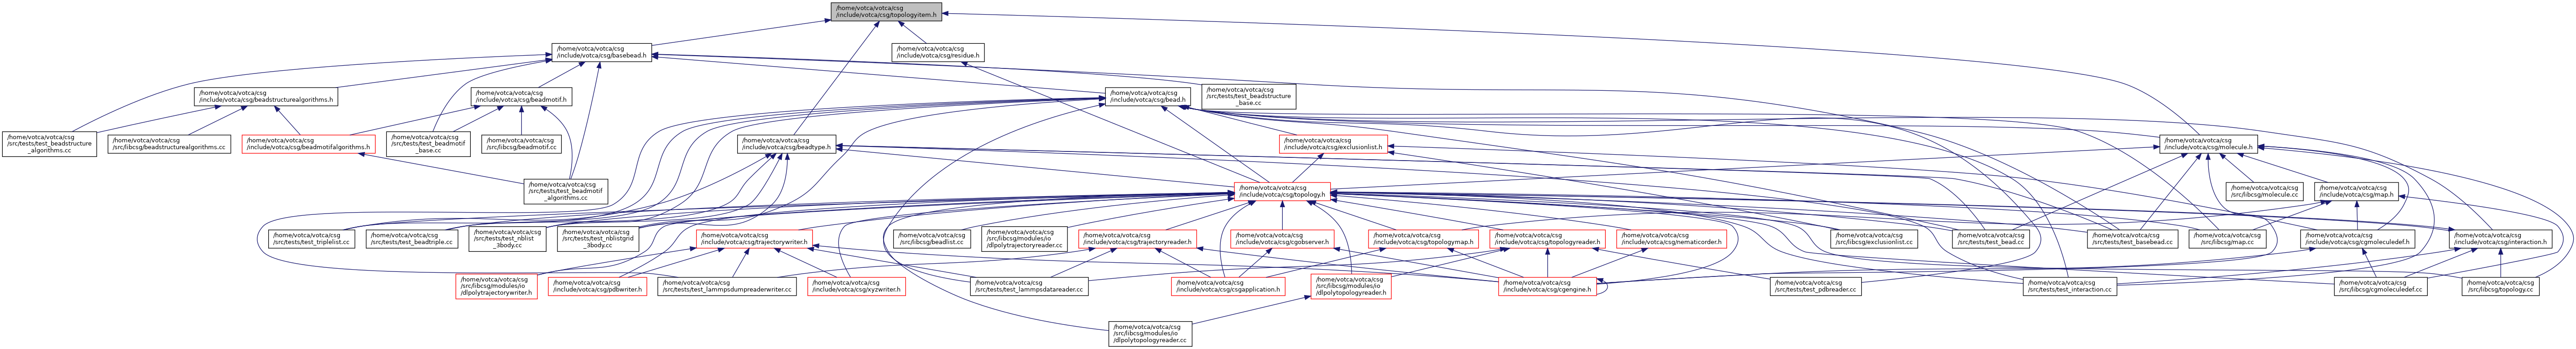 /home/votca/votca/csg
/include/votca/csg/topologyitem.h
/home/votca/votca/csg
/include/votca/csg/basebead.h
/home/votca/votca/csg
/include/votca/csg/residue.h
/home/votca/votca/csg
/include/votca/csg/beadstructurealgorithms.h
/home/votca/votca/csg
/include/votca/csg/beadmotif.h
/home/votca/votca/csg
/include/votca/csg/bead.h
/home/votca/votca/csg
/src/tests/test_beadstructure
_base.cc
/home/votca/votca/csg
/src/tests/test_beadstructure
_algorithms.cc
/home/votca/votca/csg
/src/libcsg/beadstructurealgorithms.cc
/home/votca/votca/csg
/include/votca/csg/beadmotifalgorithms.h
/home/votca/votca/csg
/src/tests/test_beadmotif
_base.cc
/home/votca/votca/csg
/src/libcsg/beadmotif.cc
/home/votca/votca/csg
/include/votca/csg/beadtype.h
/home/votca/votca/csg
/include/votca/csg/exclusionlist.h
/home/votca/votca/csg
/include/votca/csg/molecule.h
/home/votca/votca/csg
/src/tests/test_beadmotif
_algorithms.cc
/home/votca/votca/csg
/include/votca/csg/topology.h
/home/votca/votca/csg
/src/libcsg/molecule.cc
/home/votca/votca/csg
/include/votca/csg/map.h
/home/votca/votca/csg
/src/tests/test_triplelist.cc
/home/votca/votca/csg
/src/tests/test_beadtriple.cc
/home/votca/votca/csg
/src/tests/test_nblist
_3body.cc
/home/votca/votca/csg
/src/tests/test_nblistgrid
_3body.cc
/home/votca/votca/csg
/include/votca/csg/trajectorywriter.h
/home/votca/votca/csg
/src/libcsg/beadlist.cc
/home/votca/votca/csg
/src/libcsg/modules/io
/dlpolytrajectoryreader.cc
/home/votca/votca/csg
/include/votca/csg/trajectoryreader.h
/home/votca/votca/csg
/include/votca/csg/cgobserver.h
/home/votca/votca/csg
/include/votca/csg/topologymap.h
/home/votca/votca/csg
/include/votca/csg/topologyreader.h
/home/votca/votca/csg
/include/votca/csg/nematicorder.h
/home/votca/votca/csg
/src/libcsg/exclusionlist.cc
/home/votca/votca/csg
/src/tests/test_bead.cc
/home/votca/votca/csg
/src/tests/test_basebead.cc
/home/votca/votca/csg
/src/libcsg/map.cc
/home/votca/votca/csg
/include/votca/csg/cgmoleculedef.h
/home/votca/votca/csg
/include/votca/csg/interaction.h
/home/votca/votca/csg
/src/libcsg/modules/io
/dlpolytrajectorywriter.h
/home/votca/votca/csg
/include/votca/csg/pdbwriter.h
/home/votca/votca/csg
/src/tests/test_lammpsdumpreaderwriter.cc
/home/votca/votca/csg
/include/votca/csg/xyzwriter.h
/home/votca/votca/csg
/src/tests/test_lammpsdatareader.cc
/home/votca/votca/csg
/include/votca/csg/csgapplication.h
/home/votca/votca/csg
/src/libcsg/modules/io
/dlpolytopologyreader.h
/home/votca/votca/csg
/include/votca/csg/cgengine.h
/home/votca/votca/csg
/src/tests/test_pdbreader.cc
/home/votca/votca/csg
/src/tests/test_interaction.cc
/home/votca/votca/csg
/src/libcsg/cgmoleculedef.cc
/home/votca/votca/csg
/src/libcsg/topology.cc
/home/votca/votca/csg
/src/libcsg/modules/io
/dlpolytopologyreader.cc